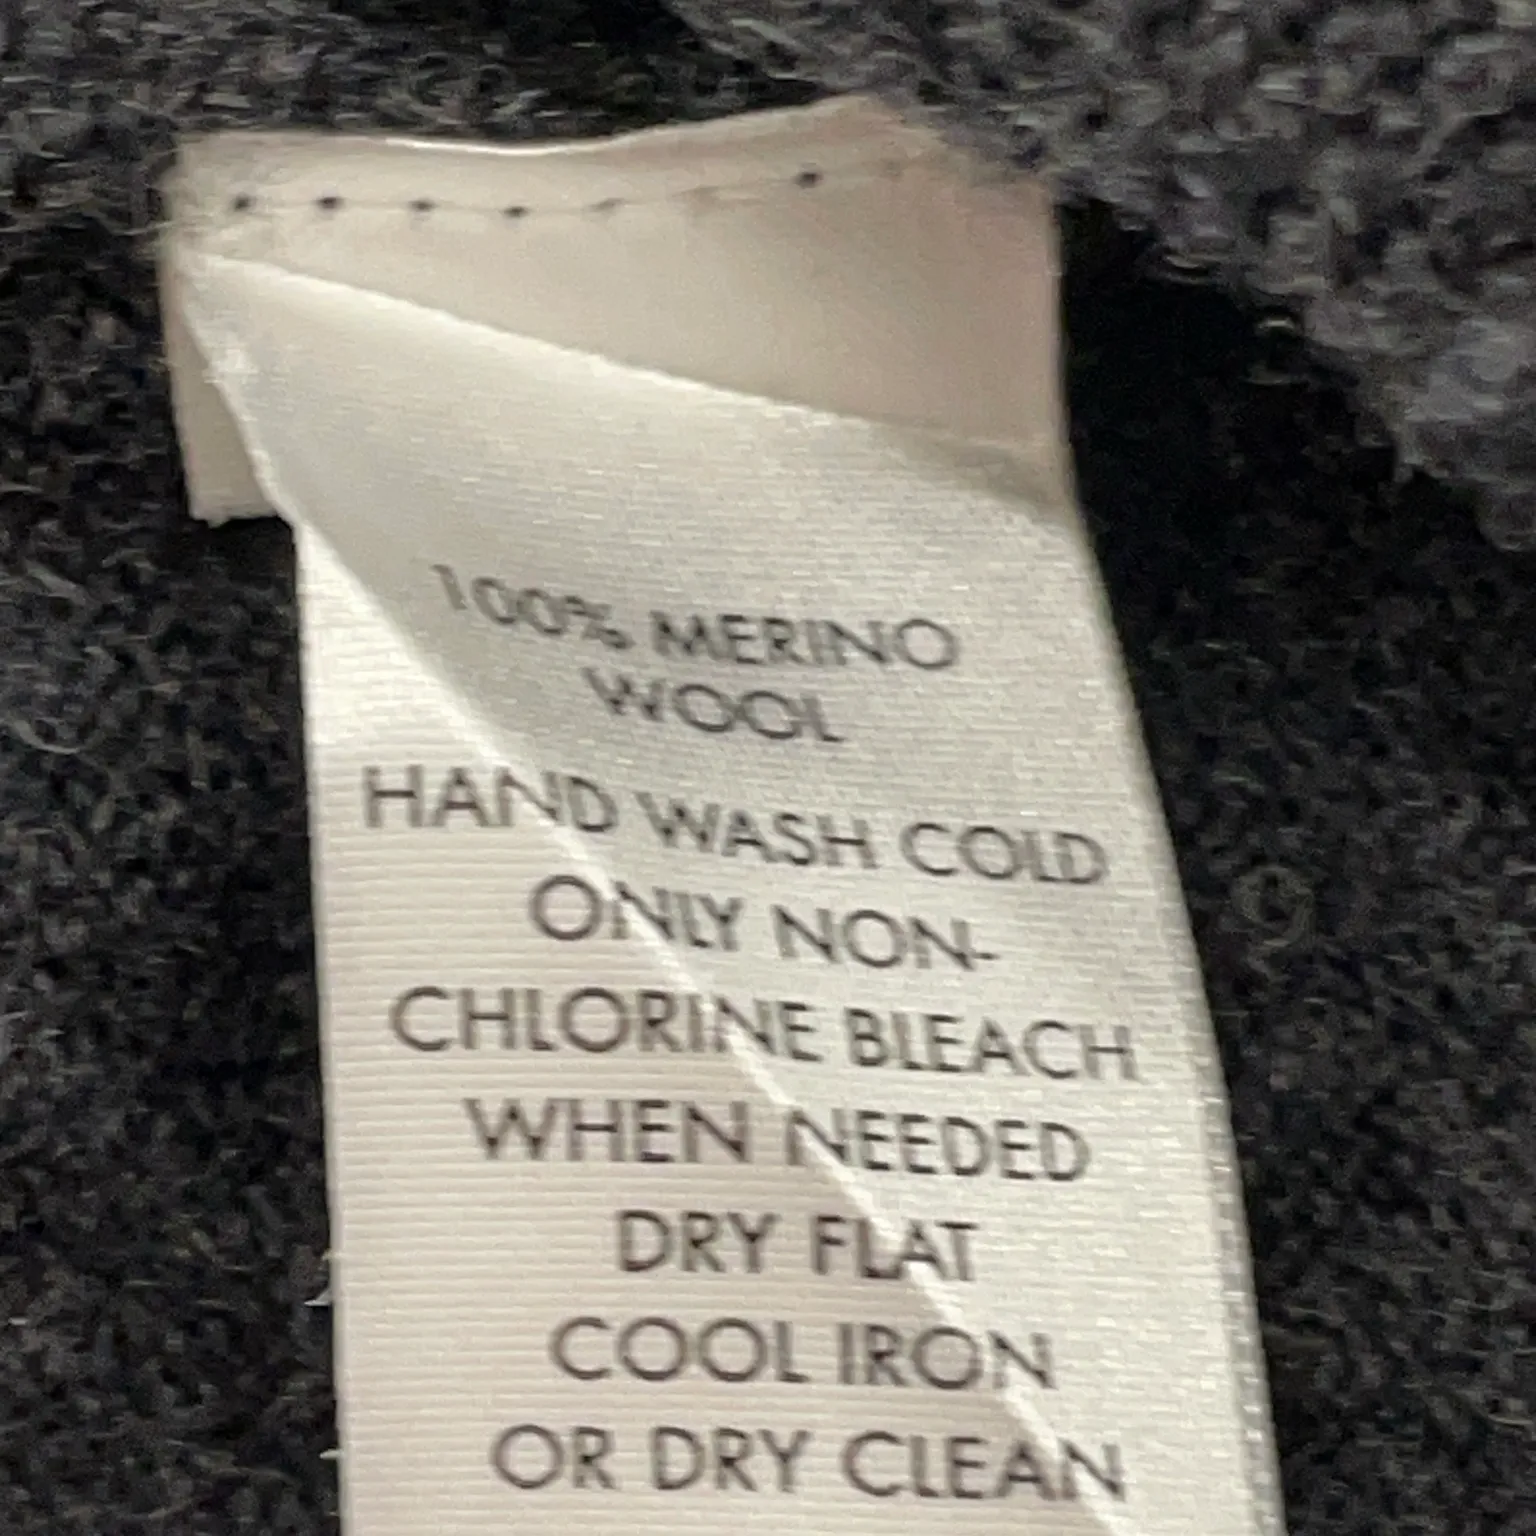 100% MERINO
WOOL
HAND WASH COLD
ONLY NON-
CHLORINE BLEACH
WHEN NEEDED
DRY FLAT
COOL IRON
OR DRY CLEAN